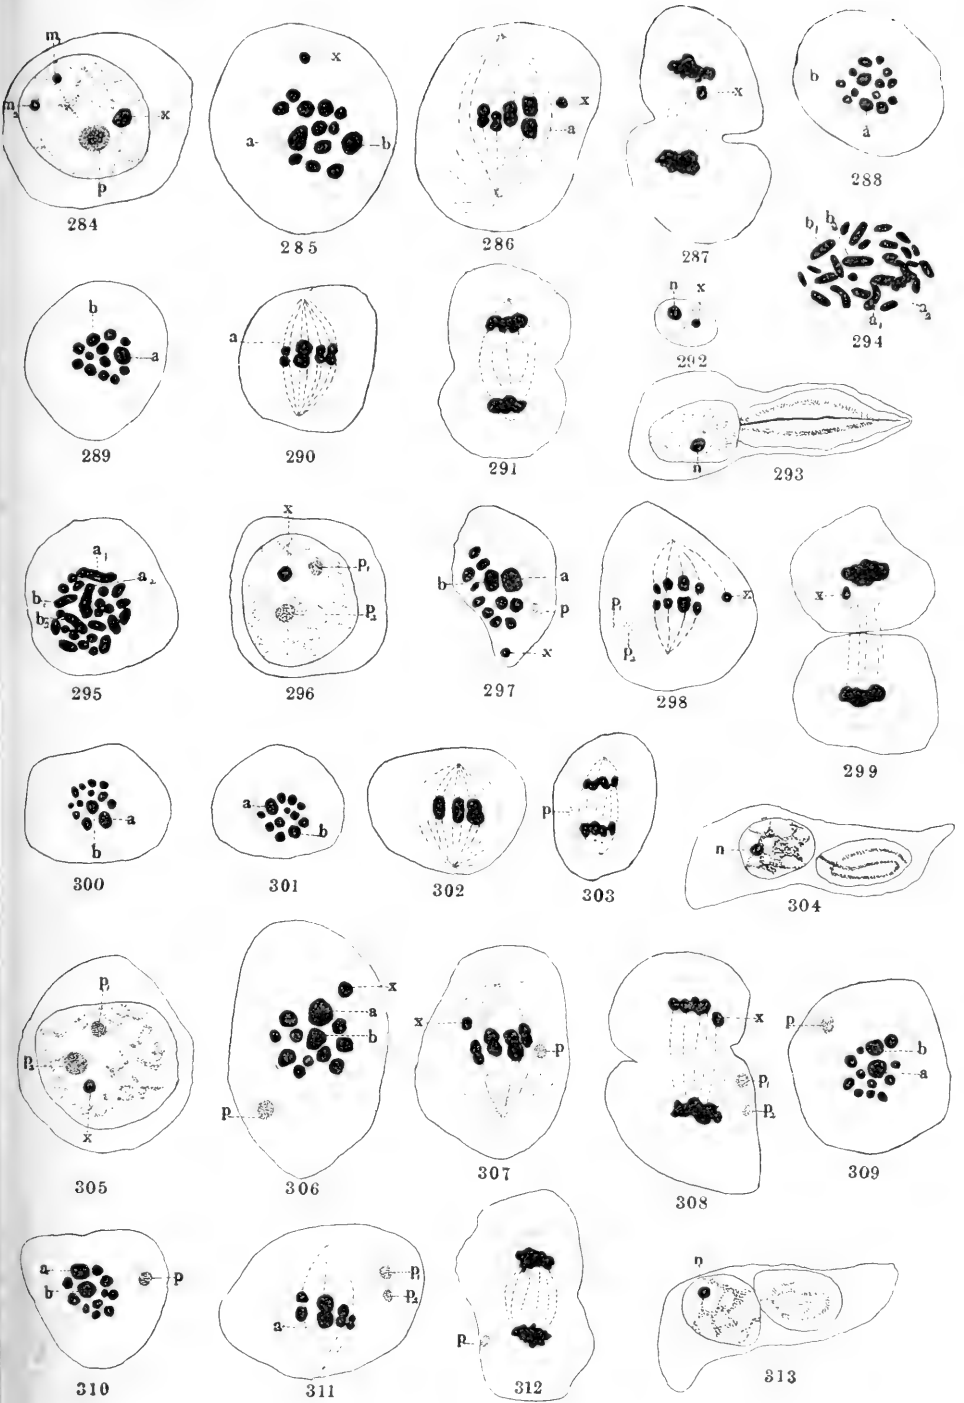 m₁
m₂
x
p
284
x
a
b
285
x
a
286
x
287
b
a
288
b₁ b₂
a₁
a₂
294
b
a
289
a
290
291
n x
292
n
293
a₁
a₂
b₁
b₂
295
x
p₁
p₂
296
a
b
p
x
297
p₁
p₂
x
298
x
299
a
b
300
a
b
301
302
p
303
n
304
p₁
p₂
x
305
x
a
b
p
306
x
p
307
x
p₁
p₂
308
p
b
a
309
a
b
p
310
p₁
p₂
a
311
p
312
n
313